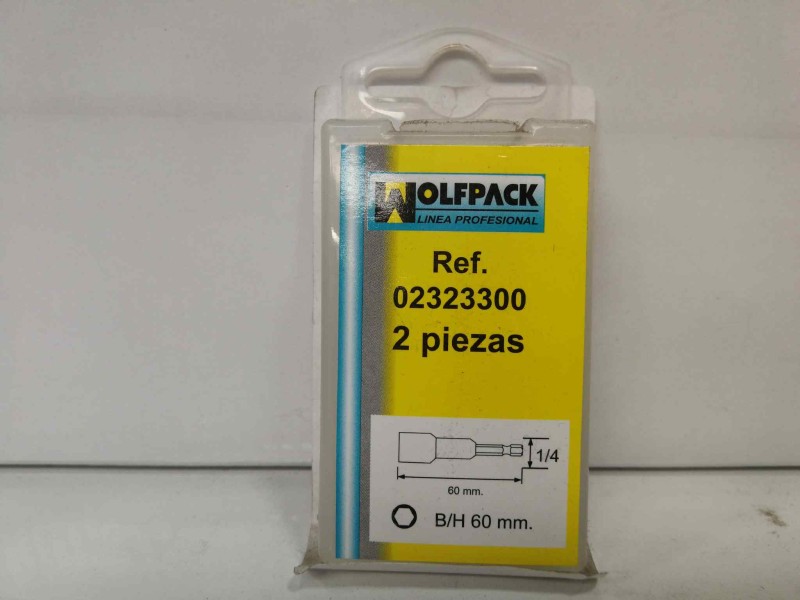 WOLFPACK
LINEA PROFESIONAL
Ref.
02323300
2 piezas
1/4
60 mm.
B/H 60 mm.